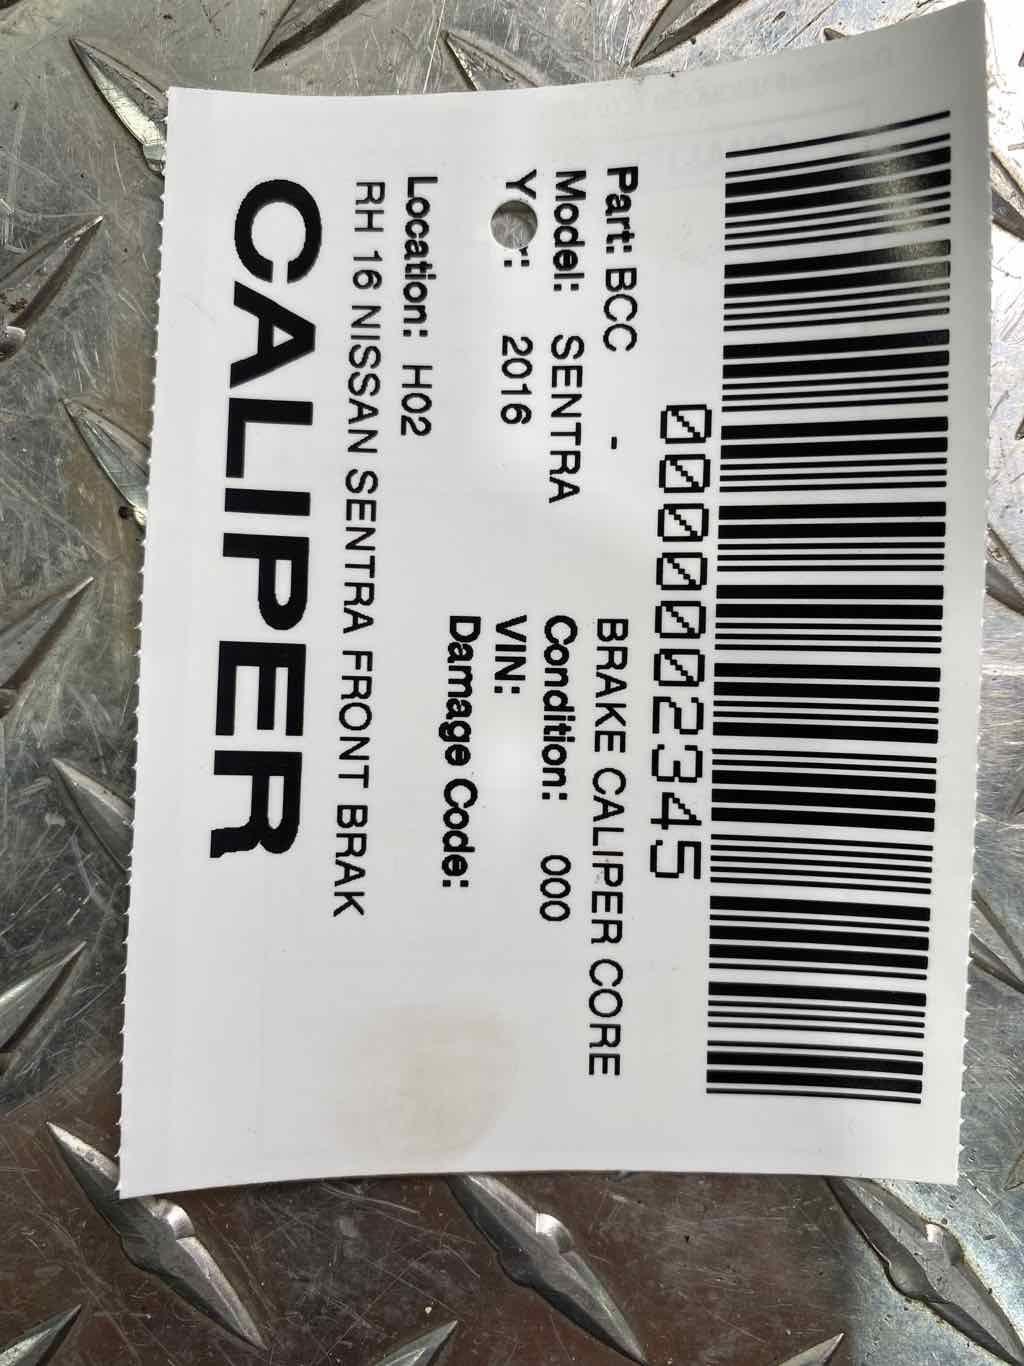 0000002345
Part: BCC - BRAKE CALIPER CORE
Model: SENTRA Condition: 000
Y r: 2016 VIN:
Damage Code:
Location: H02
RH 16 NISSAN SENTRA FRONT BRAK
CALIPER